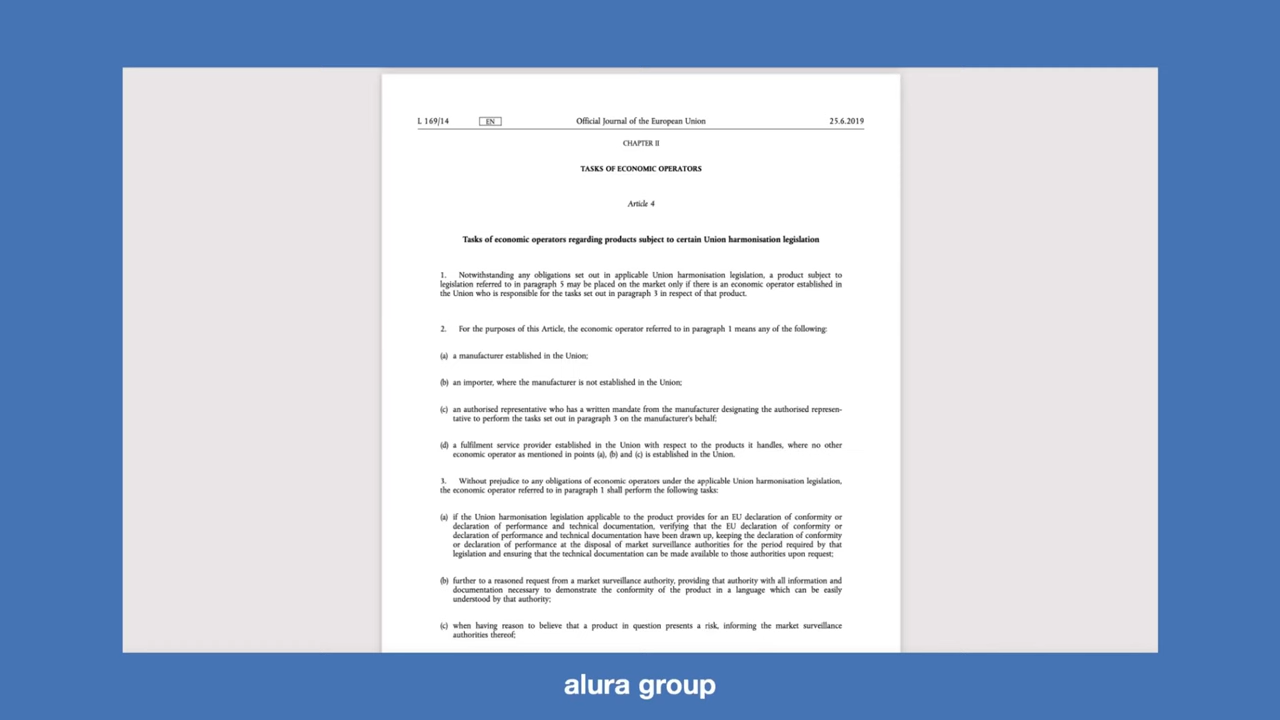 L 169/14 EN Official Journal of the European Union 25.6.2019
CHAPTER II
TASKS OF ECONOMIC OPERATORS
Article 4
Tasks of economic operators regarding products subject to certain Union harmonisation legislation
1. Notwithstanding any obligations set out in applicable Union harmonisation legislation, a product subject to
legislation referred to in paragraph 5 may be placed on the market only if there is an economic operator established in
the Union who is responsible for the tasks set out in paragraph 3 in respect of that product.
2. For the purposes of this Article, the economic operator referred to in paragraph 1 means any of the following:
(a) a manufacturer established in the Union;
(b) an importer, where the manufacturer is not established in the Union;
(c) an authorised representative who has a written mandate from the manufacturer designating the authorised represen-
tative to perform the tasks set out in paragraph 3 on the manufacturer's behalf;
(d) a fulfilment service provider established in the Union with respect to the products it handles, where no other
economic operator as mentioned in points (a), (b) and (c) is established in the Union.
3. Without prejudice to any obligations of economic operators under the applicable Union harmonisation legislation,
the economic operator referred to in paragraph 1 shall perform the following tasks:
(a) if the Union harmonisation legislation applicable to the product provides for an EU declaration of conformity or
declaration of performance and technical documentation, verifying that the EU declaration of conformity or
declaration of performance and technical documentation have been drawn up, keeping the declaration of conformity
or declaration of performance at the disposal of market surveillance authorities for the period required by that
legislation and ensuring that the technical documentation can be made available to those authorities upon request;
(b) further to a reasoned request from a market surveillance authority, providing that authority with all information and
documentation necessary to demonstrate the conformity of the product in a language which can be easily
understood by that authority;
(c) when having reason to believe that a product in question presents a risk, informing the market surveillance
authorities thereof;
alura group